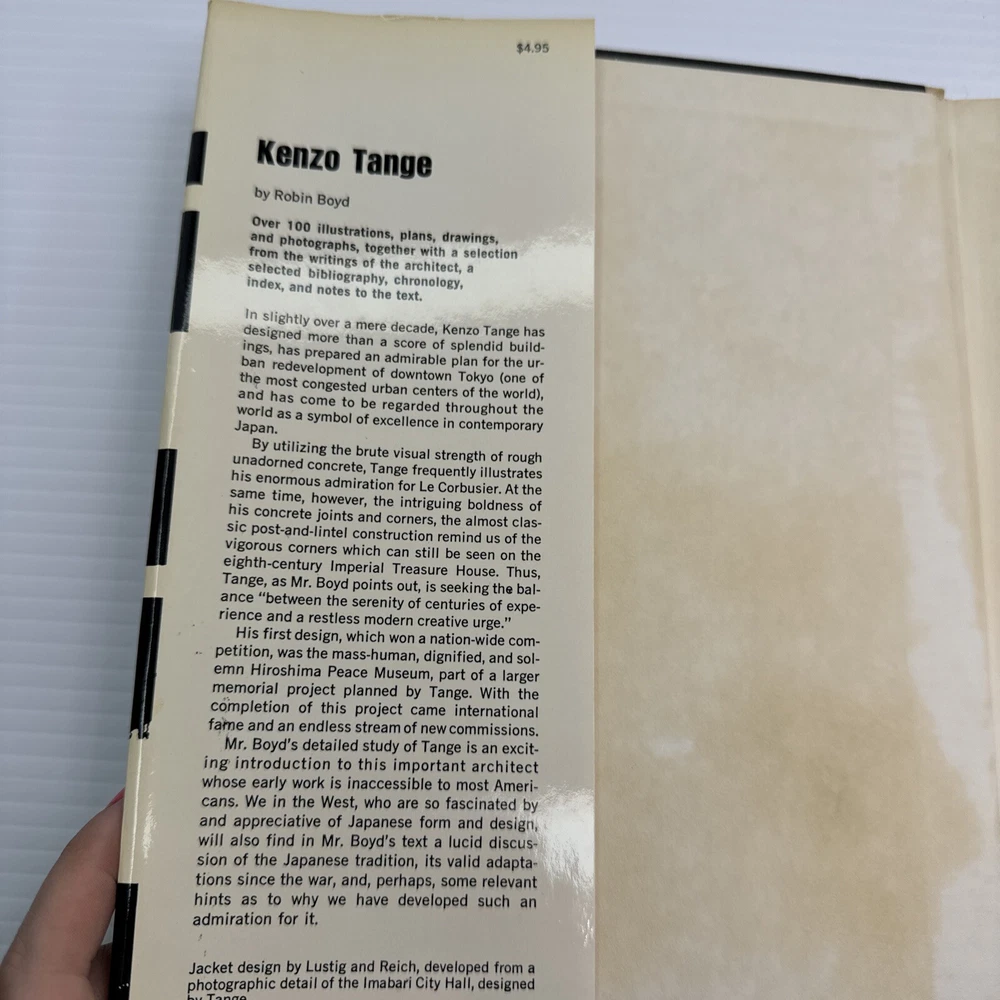 $4.95
Kenzo Tange
by Robin Boyd
Over 100 illustrations, plans, drawings,
and photographs, together with a selection
from the writings of the architect, a
selected bibliography, chronology,
index, and notes to the text.
In slightly over a mere decade, Kenzo Tange has
designed more than a score of splendid build-
ings, has prepared an admirable plan for the ur-
ban redevelopment of downtown Tokyo (one of
the most congested urban centers of the world),
and has come to be regarded throughout the
world as a symbol of excellence in contemporary
Japan.
By utilizing the brute visual strength of rough
unadorned concrete, Tange frequently illustrates
his enormous admiration for Le Corbusier. At the
same time, however, the intriguing boldness of
his concrete joints and corners, the almost clas-
sic post-and-lintel construction remind us of the
vigorous corners which can still be seen on the
eighth-century Imperial Treasure House. Thus,
Tange, as Mr. Boyd points out, is seeking the bal-
ance “between the serenity of centuries of expe-
rience and a restless modern creative urge.”
His first design, which won a nation-wide com-
petition, was the mass-human, dignified, and sol-
emn Hiroshima Peace Museum, part of a larger
memorial project planned by Tange. With the
completion of this project came international
fame and an endless stream of new commissions.
Mr. Boyd's detailed study of Tange is an excit-
ing introduction to this important architect
whose early work is inaccessible to most Ameri-
cans. We in the West, who are so fascinated by
and appreciative of Japanese form and design,
will also find in Mr. Boyd's text a lucid discus-
sion of the Japanese tradition, its valid adapta-
tions since the war, and, perhaps, some relevant
hints as to why we have developed such an
admiration for it.
Jacket design by Lustig and Reich, developed from a
photographic detail of the Imabari City Hall, designed
by Tange